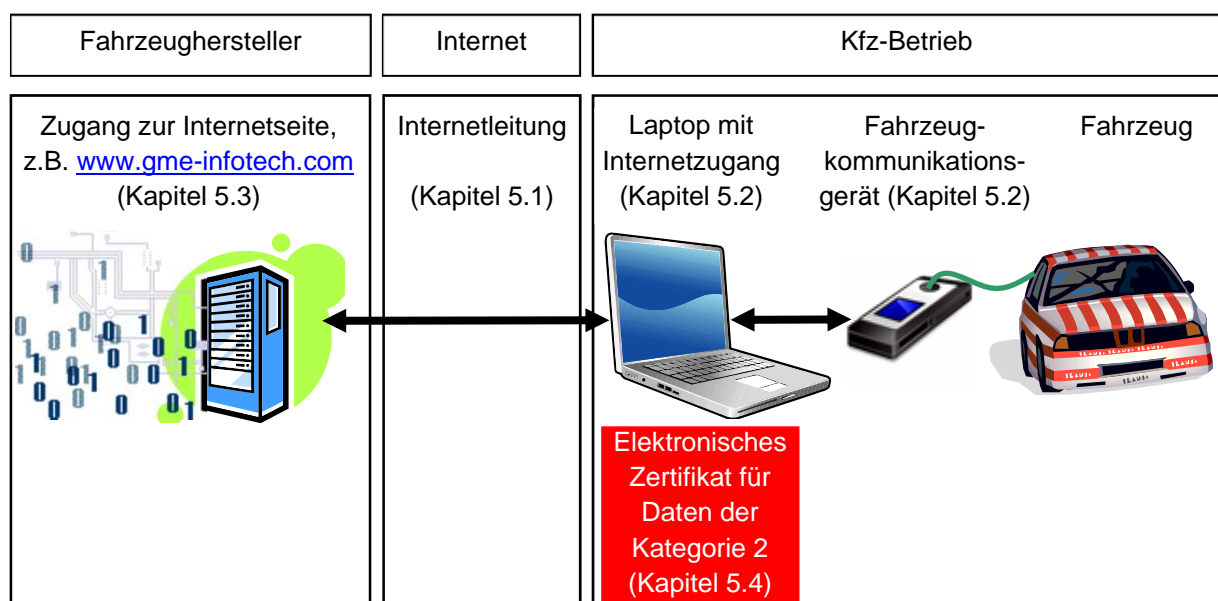 Fahrzeughersteller
Internet
Kfz-Betrieb
Zugang zur Internetseite,
z.B. www.gme-infotech.com
(Kapitel 5.3)
Internetleitung
(Kapitel 5.1)
Laptop mit
Internetzugang
(Kapitel 5.2)
Fahrzeug-
kommunikations-
gerät (Kapitel 5.2)
Fahrzeug
Elektronisches
Zertifikat für
Daten der
Kategorie 2
(Kapitel 5.4)